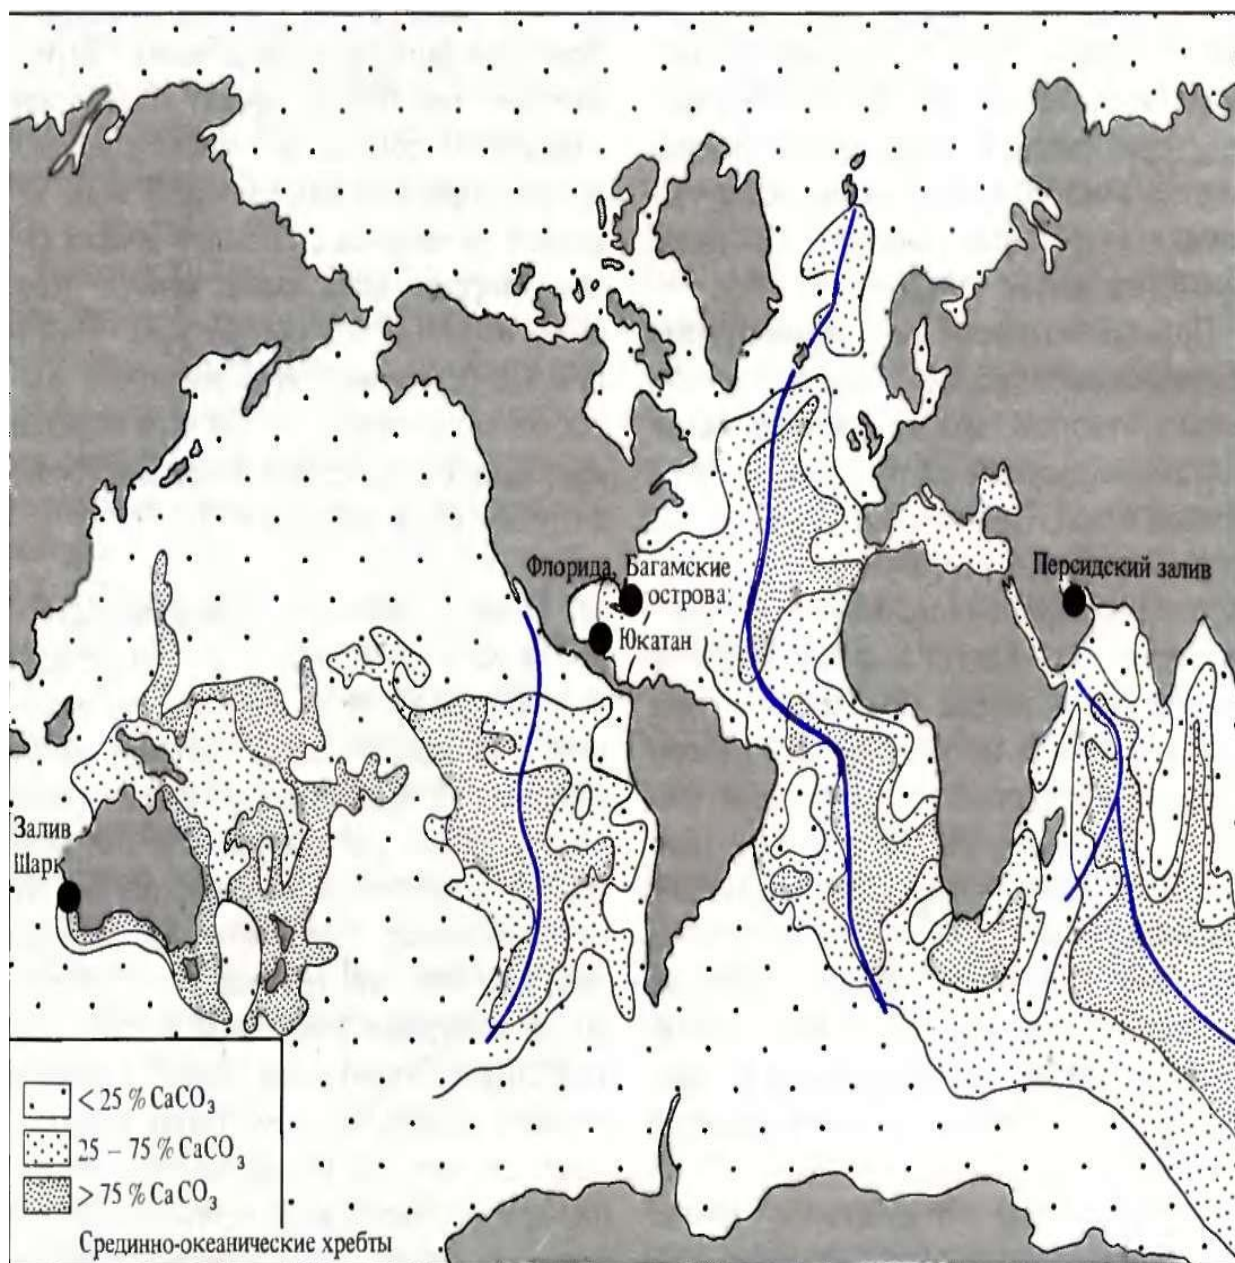 Флорида, Багамские
острова
Юкатан
Персидский залив
Залив
Шарк
< 25 % CaCO₃
25 – 75 % CaCO₃
> 75 % CaCO₃
Срединно-океанические хребты